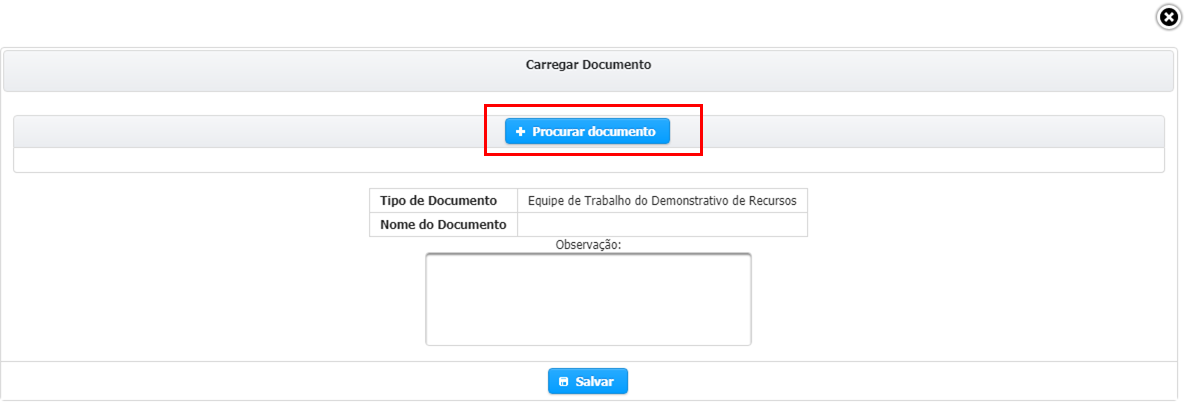 Carregar Documento
Procurar documento
Tipo de Documento Equipe de Trabalho do Demonstrativo de Recursos
Nome do Documento
Observação:
Salvar